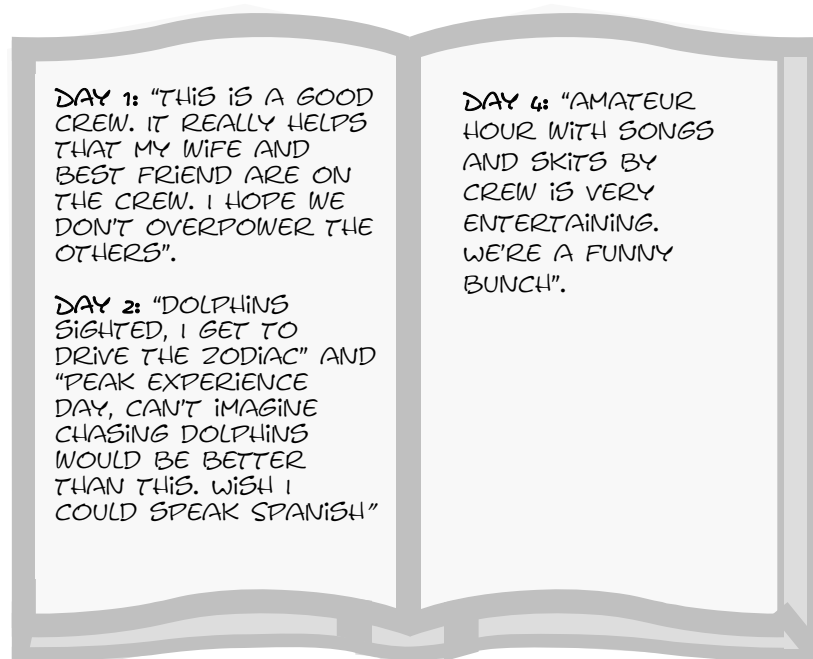 DAY 1: “THIS IS A GOOD
CREW. IT REALLY HELPS
THAT MY WIFE AND
BEST FRIEND ARE ON
THE CREW. I HOPE WE
DON'T OVERPOWER THE
OTHERS”.
DAY 2: “DOLPHINS
SIGHTED, I GET TO
DRIVE THE ZODIAC” AND
“PEAK EXPERIENCE
DAY, CAN'T IMAGINE
CHASING DOLPHINS
WOULD BE BETTER
THAN THIS. WISH I
COULD SPEAK SPANISH”
DAY 4: “AMATEUR
HOUR WITH SONGS
AND SKITS BY
CREW IS VERY
ENTERTAINING.
WE'RE A FUNNY
BUNCH”.